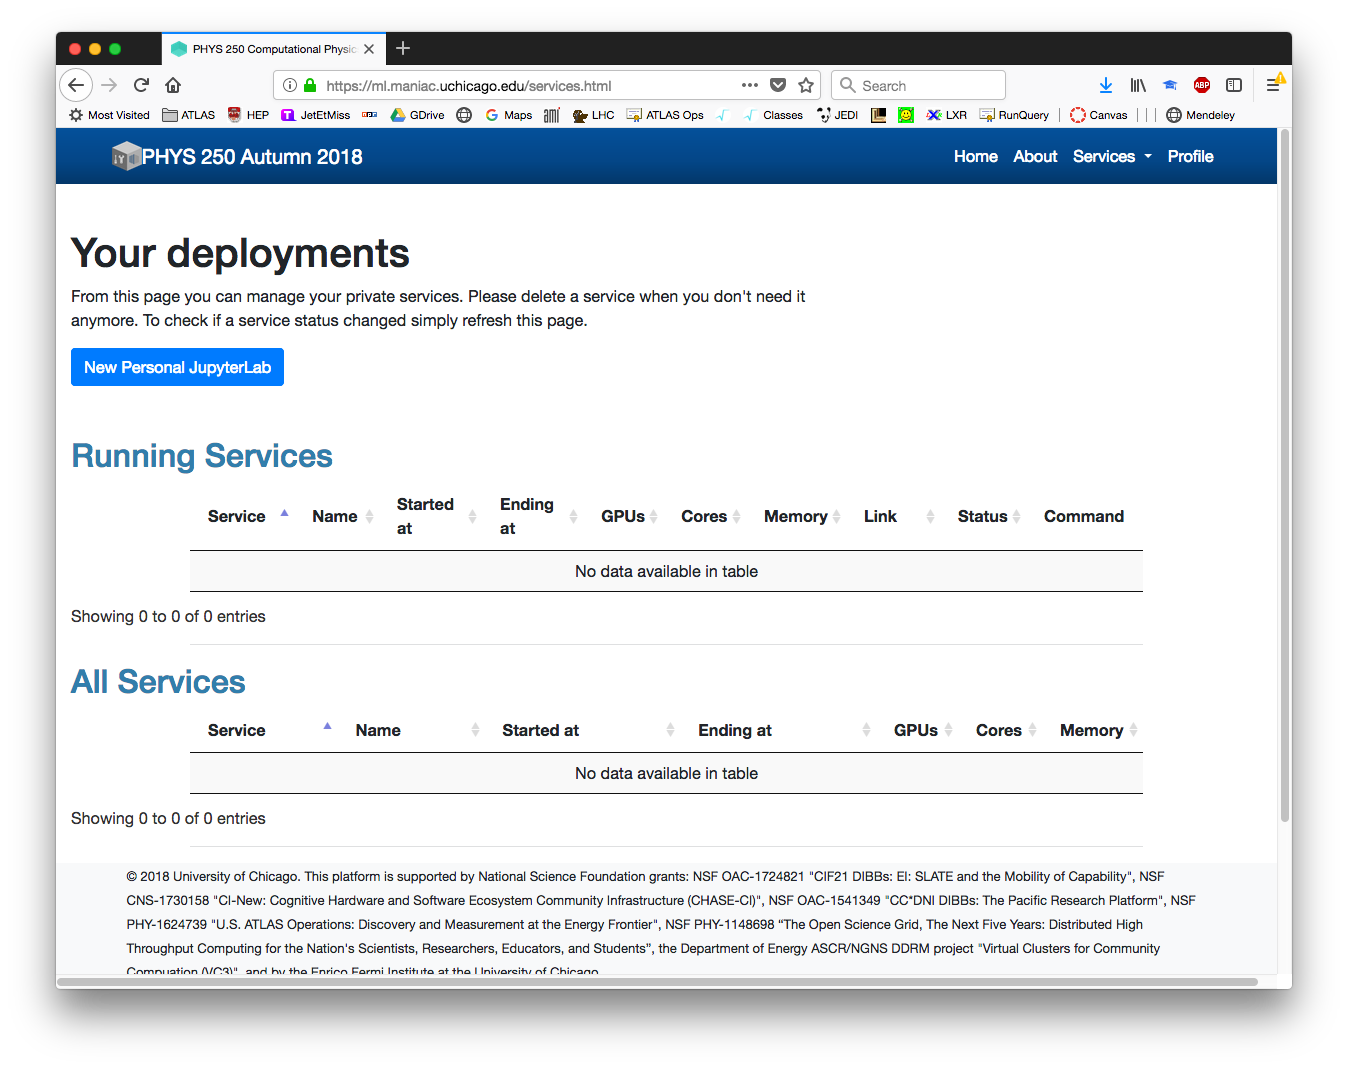 PHYS 250 Computational Physic
https://ml.maniac.uchicago.edu/services.html
Search
ABP
Most Visited ATLAS HEP JetEtMiss GDrive Maps LHC ATLAS Ops Classes JEDI LXR RunQuery Canvas Mendeley
PHYS 250 Autumn 2018 Home About Services Profile
Your deployments
From this page you can manage your private services. Please delete a service when you don't need it
anymore. To check if a service status changed simply refresh this page.
New Personal JupyterLab
Running Services
Service Name Started at Ending at GPUs Cores Memory Link Status Command
No data available in table
Showing 0 to 0 of 0 entries
All Services
Service Name Started at Ending at GPUs Cores Memory
No data available in table
Showing 0 to 0 of 0 entries
© 2018 University of Chicago. This platform is supported by National Science Foundation grants: NSF OAC-1724821 "CIF21 DIBBs: EI: SLATE and the Mobility of Capability", NSF
CNS-1730158 "CI-New: Cognitive Hardware and Software Ecosystem Community Infrastructure (CHASE-CI)", NSF OAC-1541349 "CC*DNI DIBBs: The Pacific Research Platform", NSF
PHY-1624739 "U.S. ATLAS Operations: Discovery and Measurement at the Energy Frontier", NSF PHY-1148698 “The Open Science Grid, The Next Five Years: Distributed High
Throughput Computing for the Nation's Scientists, Researchers, Educators, and Students”, the Department of Energy ASCR/NGNS DDRM project "Virtual Clusters for Community
Compuation (VC3)", and by the Enrico Fermi Institute at the University of Chicago